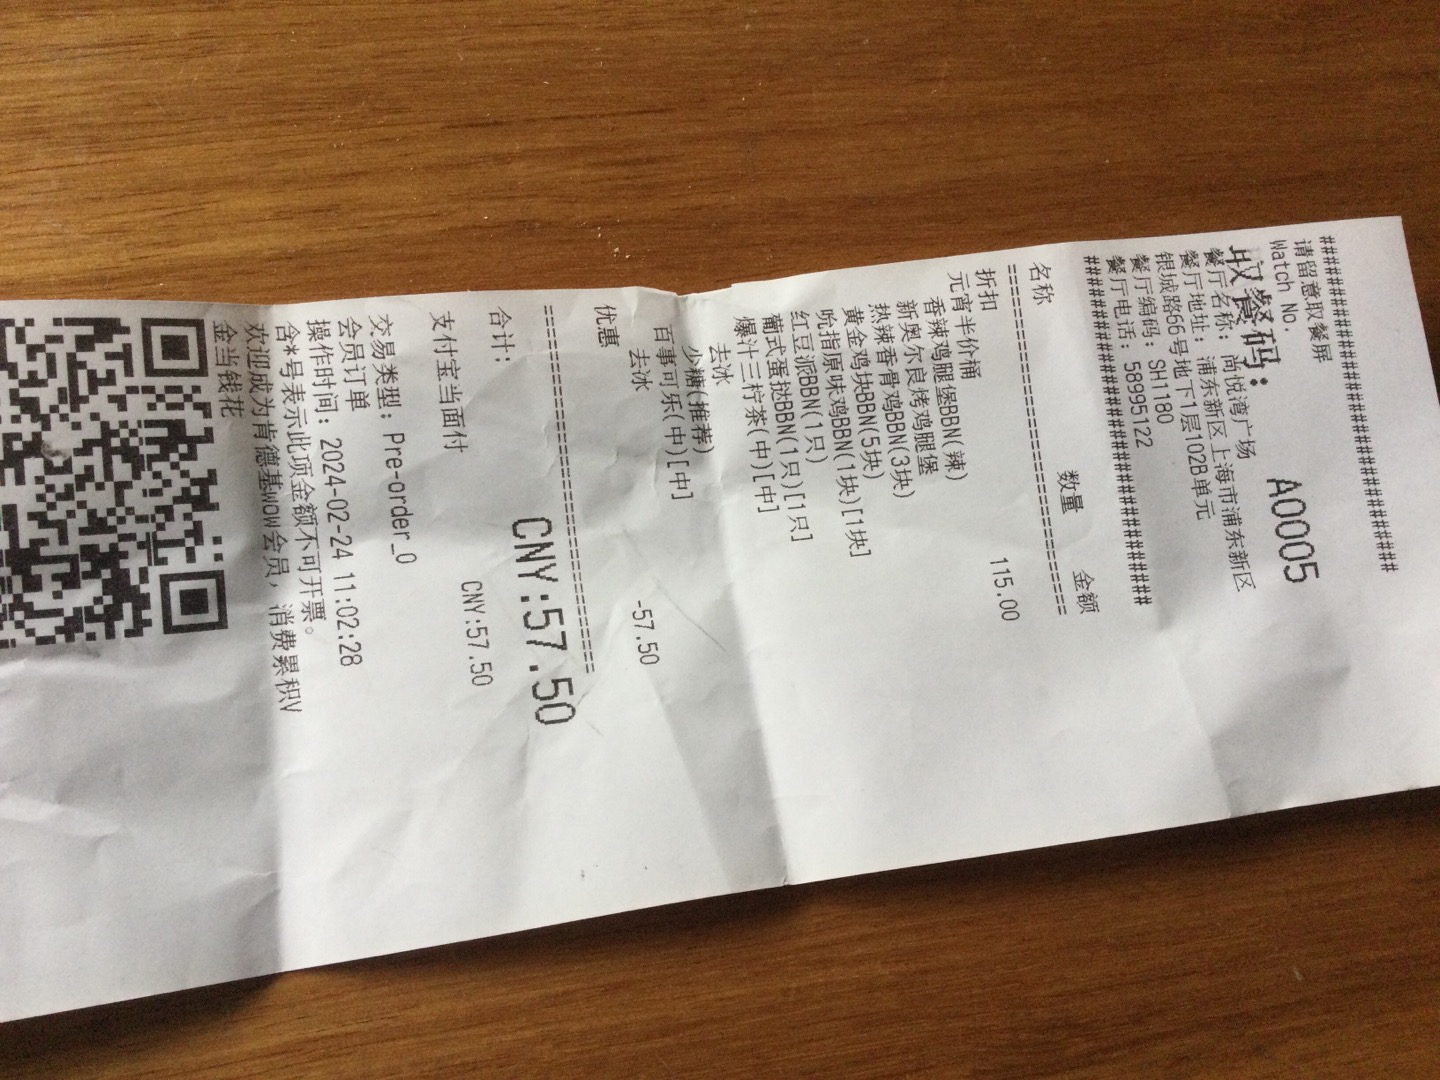 ##############################
请留意取餐屏
Watch No.
取餐码: A0005
餐厅名称: 尚悦湾广场
餐厅地址: 浦东新区上海市浦东新区
银城路66号地下1层102B单元
餐厅编码: SH1180
餐厅电话: 58995122
##############################
名称 数量 金额
==============================
折扣
元宵半价桶 115.00
香辣鸡腿堡BBN(辣)
新奥尔良烤鸡腿堡
热辣香骨鸡BBN(3块)
黄金鸡块BBN(5块)
吮指原味鸡BBN(1块)[1块]
红豆派BBN(1只)
葡式蛋挞BBN(1只)[1只]
爆汁三柠茶(中)[中]
去冰
少糖(推荐)
百事可乐(中)[中]
去冰
优惠 -57.50
==============================
合计: CNY:57.50
支付宝当面付 CNY:57.50
交易类型: Pre-order_0
会员订单
操作时间: 2024-02-24 11:02:28
含*号表示此项金额不可开票。
欢迎成为肯德基WOW会员, 消费累积V
金当钱花